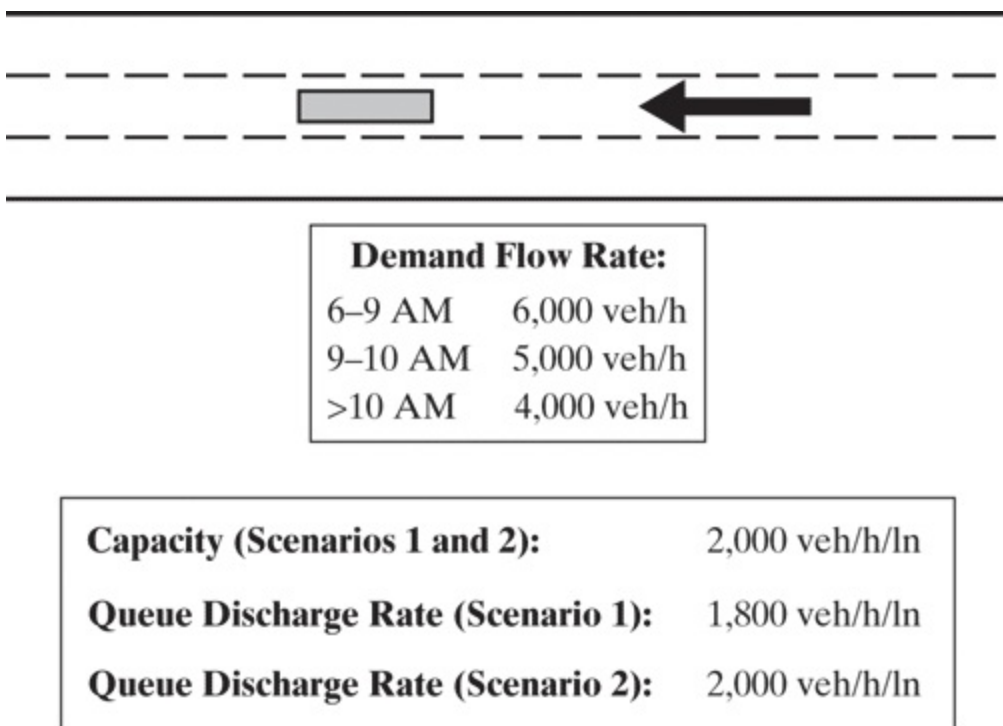 Demand Flow Rate:
6–9 AM 6,000 veh/h
9–10 AM 5,000 veh/h
>10 AM 4,000 veh/h
Capacity (Scenarios 1 and 2): 2,000 veh/h/ln
Queue Discharge Rate (Scenario 1): 1,800 veh/h/ln
Queue Discharge Rate (Scenario 2): 2,000 veh/h/ln